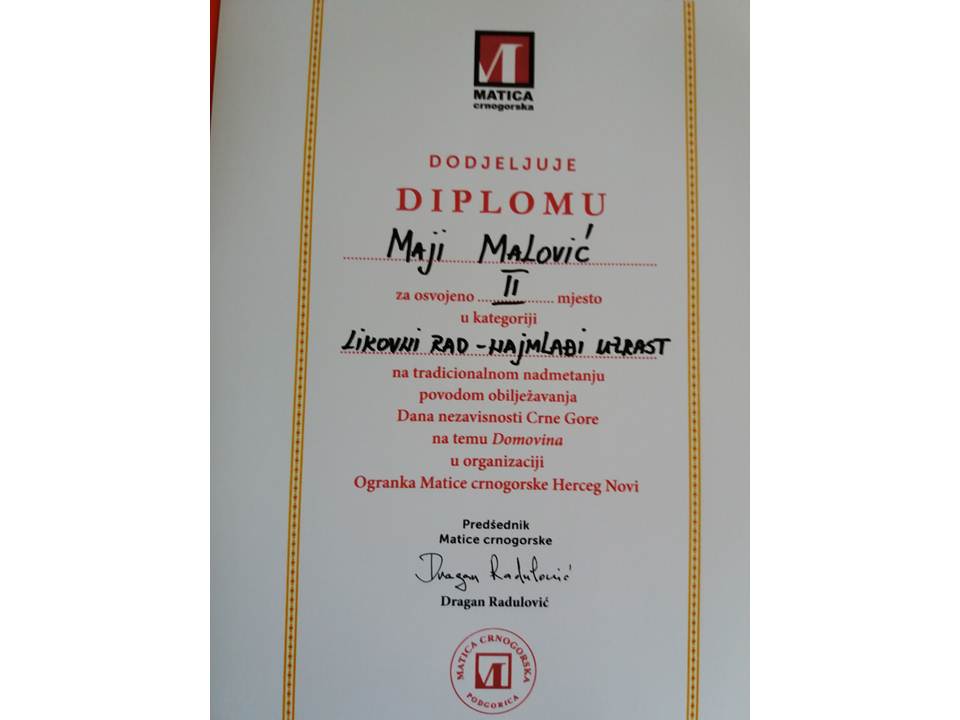 MATICA
crnogorska
DODJELJUJE
DIPLOMU
MAJI MALOVIĆ
za osvojeno II mjesto
u kategoriji
LIKOVNI RAD - NAJMLAĐI UZRAST
na tradicionalnom nadmetanju
povodom obilježavanja
Dana nezavisnosti Crne Gore
na temu Domovina
u organizaciji
Ogranka Matice crnogorske Herceg Novi
Predśednik
Matice crnogorske
Dragan Radulović
Dragan Radulović
MATICA CRNOGORSKA
PODGORICA